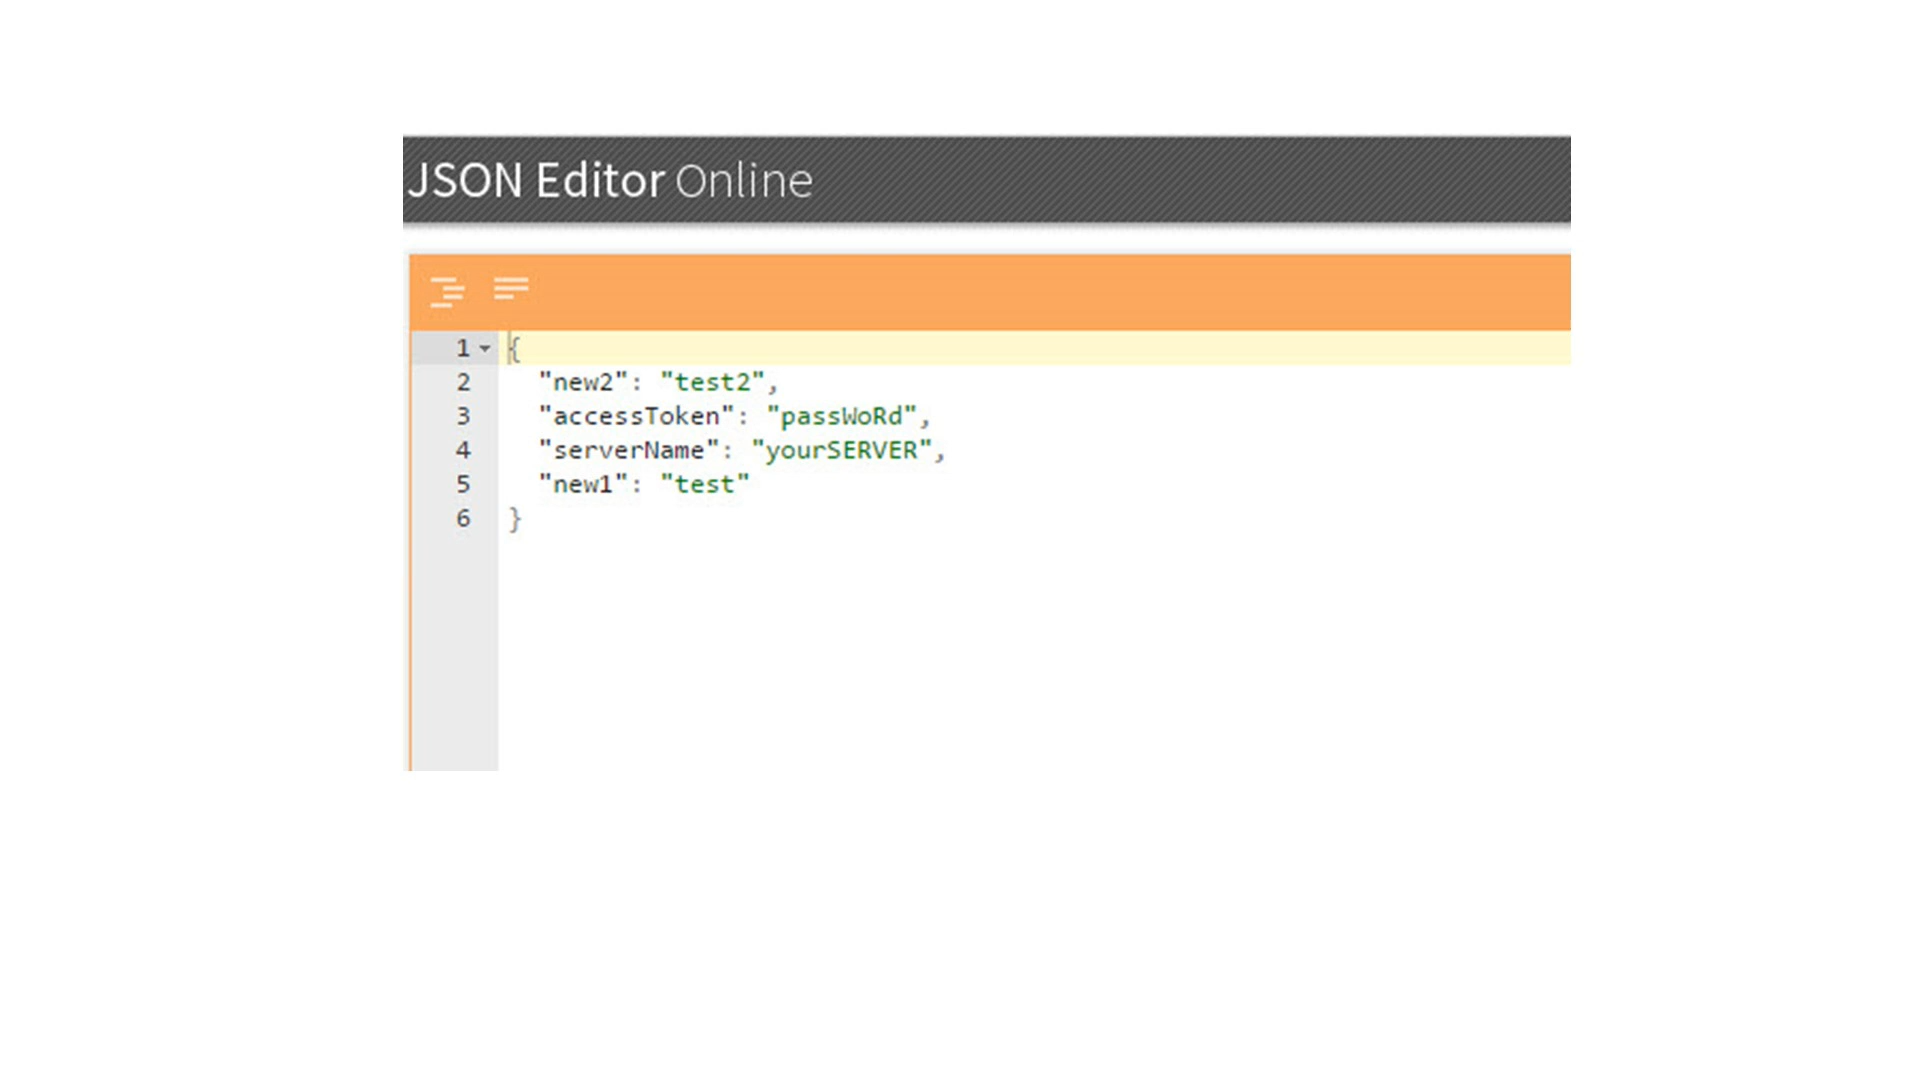 JSON Editor Online
1 {
2 "new2": "test2",
3 "accessToken": "passWoRd",
4 "serverName": "yourSERVER",
5 "new1": "test"
6 }